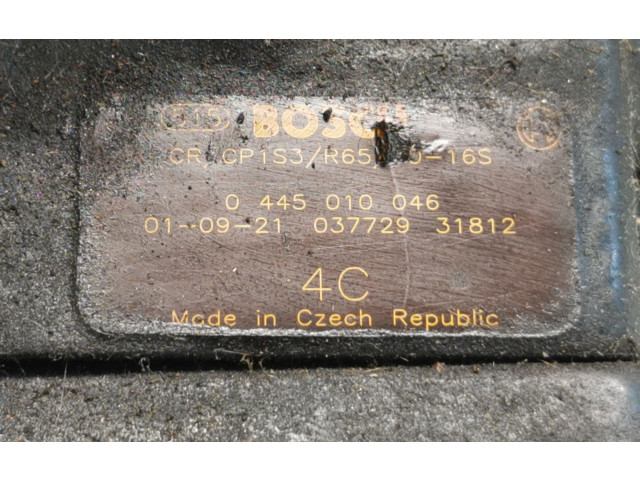 BOSCH
CR/CP1S3/R65/ 0-16S
0 445 010 046
01-09-21 037729 31812
4C
Made in Czech Republic